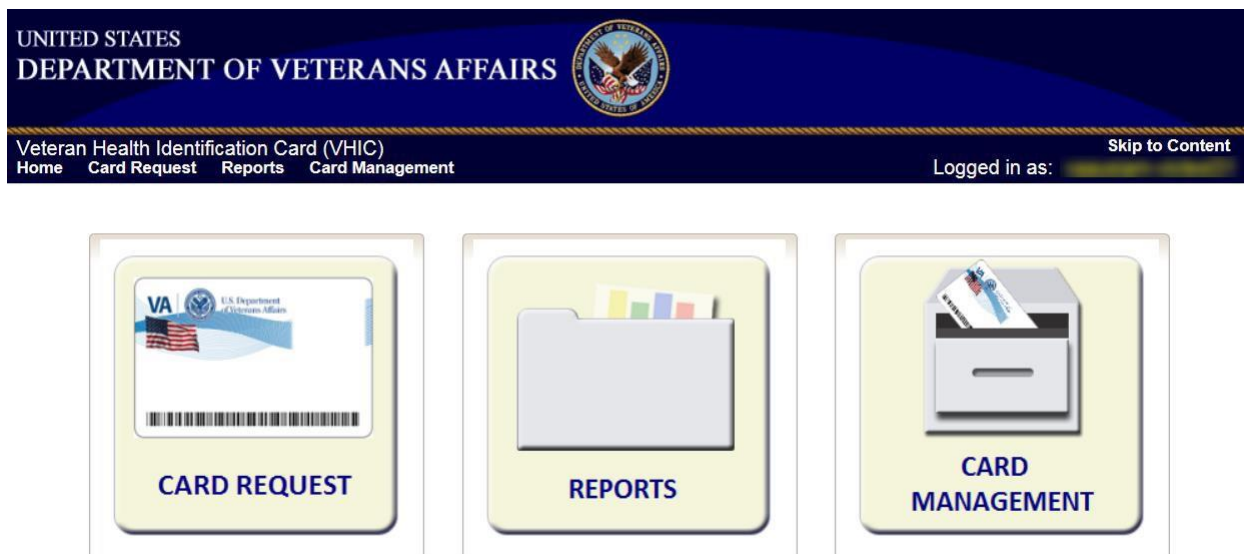 UNITED STATES
DEPARTMENT OF VETERANS AFFAIRS
Veteran Health Identification Card (VHIC)
Skip to Content
Home Card Request Reports Card Management
Logged in as:
VA
U.S. Department
of Veterans Affairs
CARD REQUEST
REPORTS
VA
CARD
MANAGEMENT